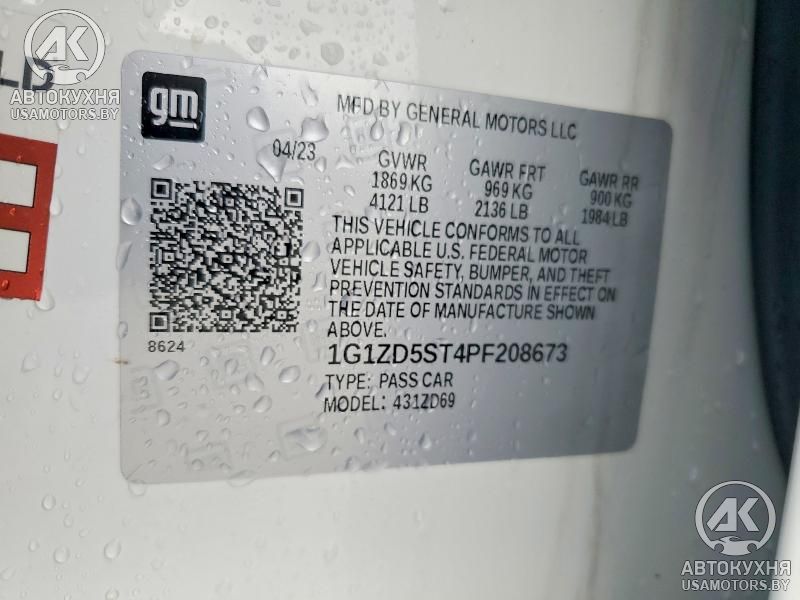 АВТОКУХНЯ
USAMOTORS.BY
LD
gm
MFD BY GENERAL MOTORS LLC
04/23
GVWR GAWR FRT GAWR RR
1869 KG 969 KG 900 KG
4121 LB 2136 LB 1984 LB
THIS VEHICLE CONFORMS TO ALL
APPLICABLE U.S. FEDERAL MOTOR
VEHICLE SAFETY, BUMPER, AND THEFT
PREVENTION STANDARDS IN EFFECT ON
THE DATE OF MANUFACTURE SHOWN
ABOVE.
8624
1G1ZD5ST4PF208673
TYPE: PASS CAR
MODEL: 431ZD69
АВТОКУХНЯ
USAMOTORS.BY